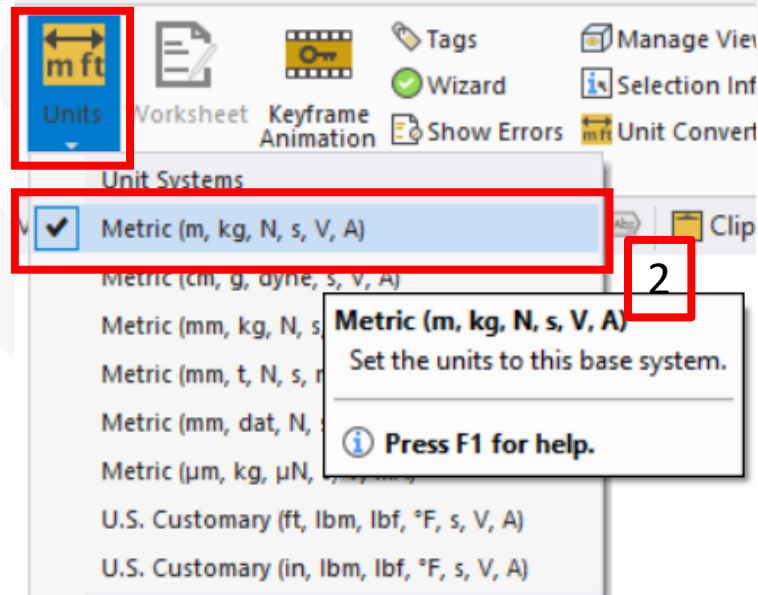 m ft
Units
Worksheet
Keyframe
Animation
Tags
Wizard
Show Errors
Manage Vie
Selection Inf
m ft Unit Convert
Unit Systems
Metric (m, kg, N, s, V, A)
Clip
Metric (cm, g, dyne, s, V, A)
2
Metric (mm, kg, N, s
Metric (mm, t, N, s,
Metric (mm, dat, N,
Metric (µm, kg, µN,
Metric (m, kg, N, s, V, A)
Set the units to this base system.
Press F1 for help.
U.S. Customary (ft, lbm, lbf, °F, s, V, A)
U.S. Customary (in, lbm, lbf, °F, s, V, A)